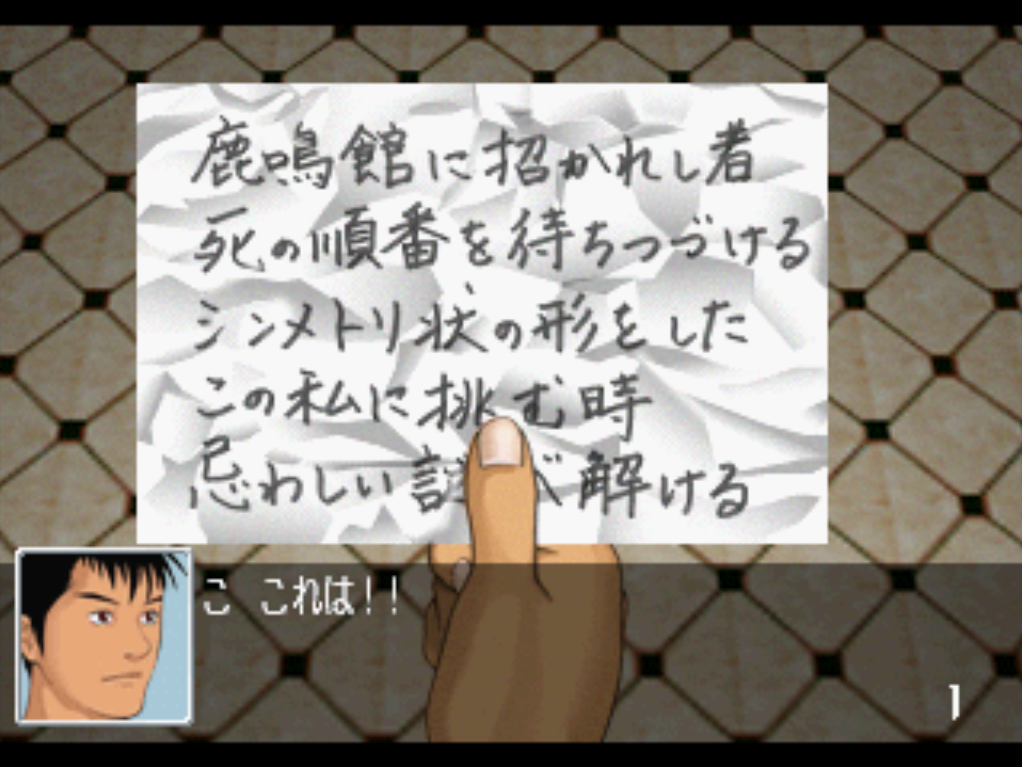 鹿鳴館に招かれし者
死の順番を待ちつづける
シンメトリ状の形をした
この私に挑む時
忌わしい 解ける
こ これは!!
1